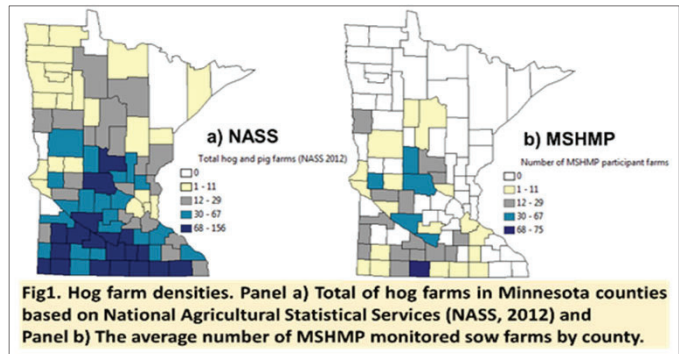 a) NASS
Total hog and pig farms (NASS 2012)
0
1 - 11
12 - 29
30 - 67
68 - 156
b) MSHMP
Number of MSHMP participant farms
0
1 - 11
12 - 29
30 - 67
68 - 75
Fig1. Hog farm densities. Panel a) Total of hog farms in Minnesota counties
based on National Agricultural Statistical Services (NASS, 2012) and
Panel b) The average number of MSHMP monitored sow farms by county.